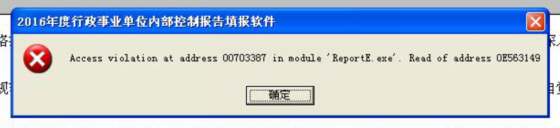 2016年度行政事业单位内部控制报告填报软件
Access violation at address 00703387 in module 'ReportE.exe'. Read of address 0E563149
确定